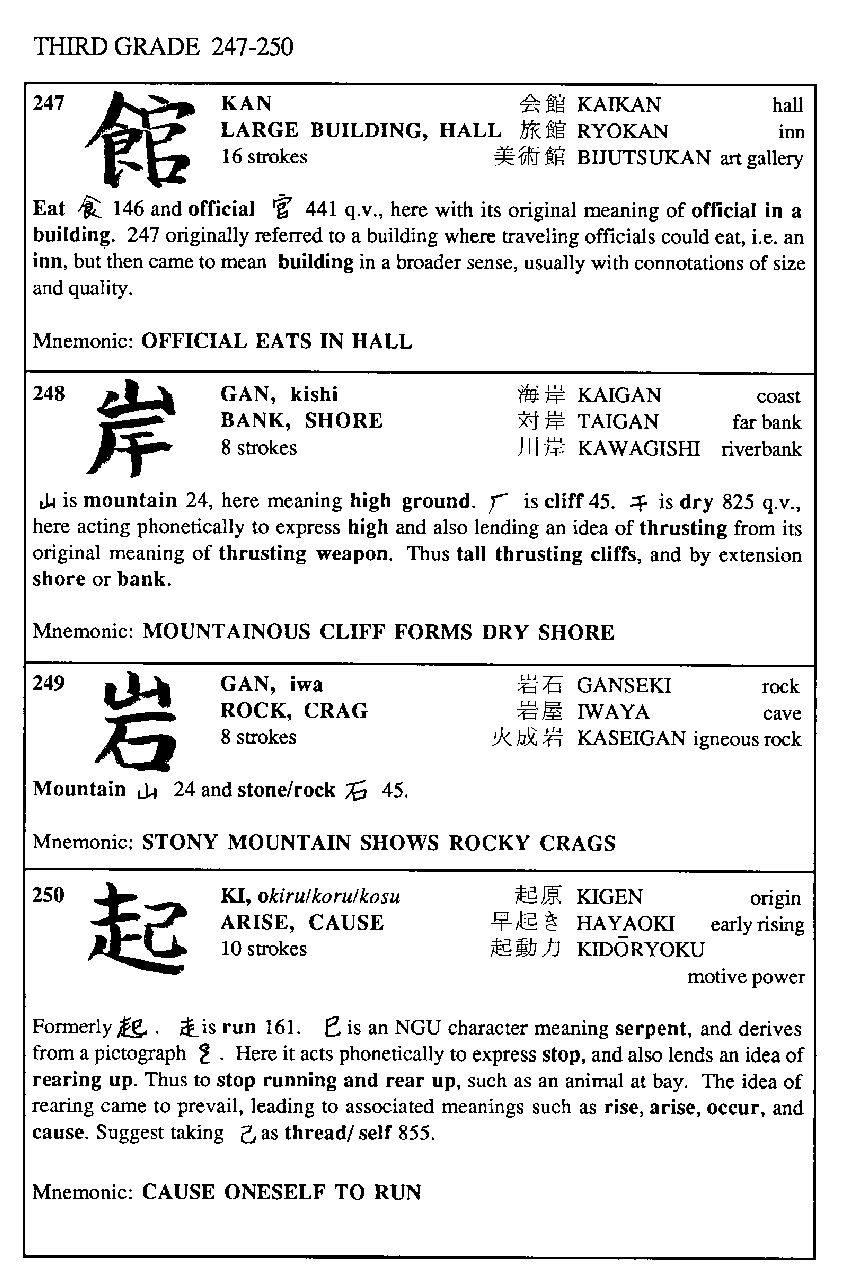 THIRD GRADE 247-250
247 館 KAN 会館 KAIKAN hall
LARGE BUILDING, HALL 旅館 RYOKAN inn
16 strokes 美術館 BIJUTSUKAN art gallery
Eat 食 146 and official 官 441 q.v., here with its original meaning of official in a
building. 247 originally referred to a building where traveling officials could eat, i.e. an
inn, but then came to mean building in a broader sense, usually with connotations of size
and quality.
Mnemonic: OFFICIAL EATS IN HALL
248 岸 GAN, kishi 海岸 KAIGAN coast
BANK, SHORE 対岸 TAIGAN far bank
8 strokes 川岸 KAWAGISHI riverbank
山 is mountain 24, here meaning high ground. 厂 is cliff 45. 干 is dry 825 q.v.,
here acting phonetically to express high and also lending an idea of thrusting from its
original meaning of thrusting weapon. Thus tall thrusting cliffs, and by extension
shore or bank.
Mnemonic: MOUNTAINOUS CLIFF FORMS DRY SHORE
249 岩 GAN, iwa 岩石 GANSEKI rock
ROCK, CRAG 岩屋 IWAYA cave
8 strokes 火成岩 KASEIGAN igneous rock
Mountain 山 24 and stone/rock 石 45.
Mnemonic: STONY MOUNTAIN SHOWS ROCKY CRAGS
250 起 KI, okiru/koru/kosu 起原 KIGEN origin
ARISE, CAUSE 早起き HAYAOKI early rising
10 strokes 起動力 KIDŌRYOKU
motive power
Formerly 起. 走 is run 161. 巳 is an NGU character meaning serpent, and derives
from a pictograph . Here it acts phonetically to express stop, and also lends an idea of
rearing up. Thus to stop running and rear up, such as an animal at bay. The idea of
rearing came to prevail, leading to associated meanings such as rise, arise, occur, and
cause. Suggest taking 己 as thread/ self 855.
Mnemonic: CAUSE ONESELF TO RUN